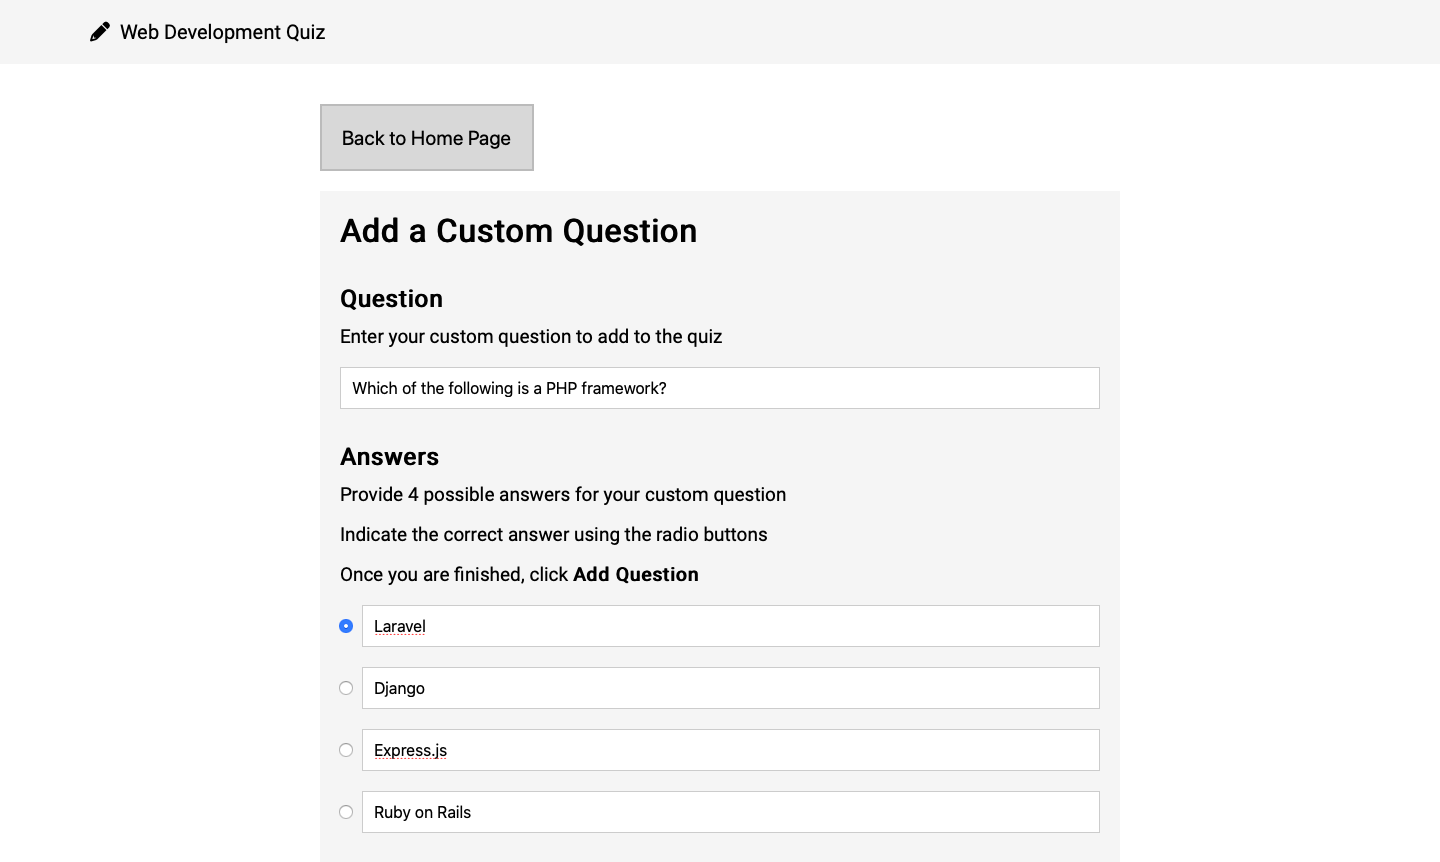 Web Development Quiz
Back to Home Page
Add a Custom Question
Question
Enter your custom question to add to the quiz
Which of the following is a PHP framework?
Answers
Provide 4 possible answers for your custom question
Indicate the correct answer using the radio buttons
Once you are finished, click Add Question
Laravel
Django
Express.js
Ruby on Rails